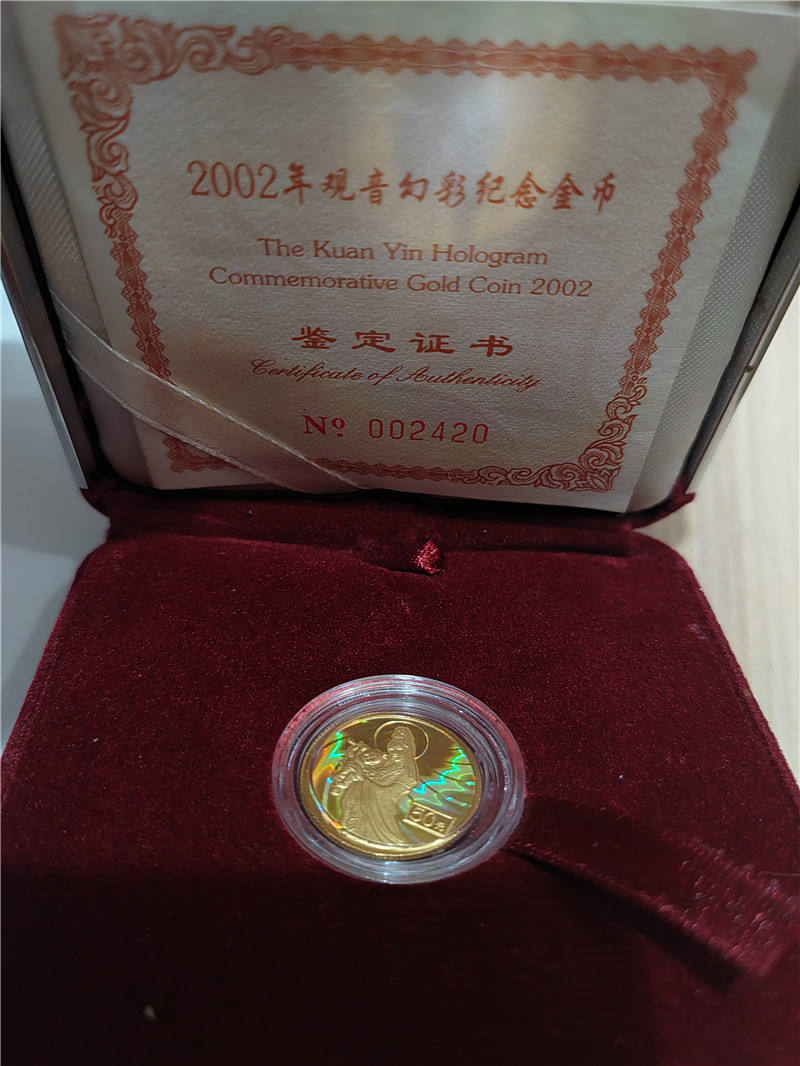 2002年观音幻彩纪念金币
The Kuan Yin Hologram
Commemorative Gold Coin 2002
鉴定证书
Certificate of Authenticity
Nº 002420
50元